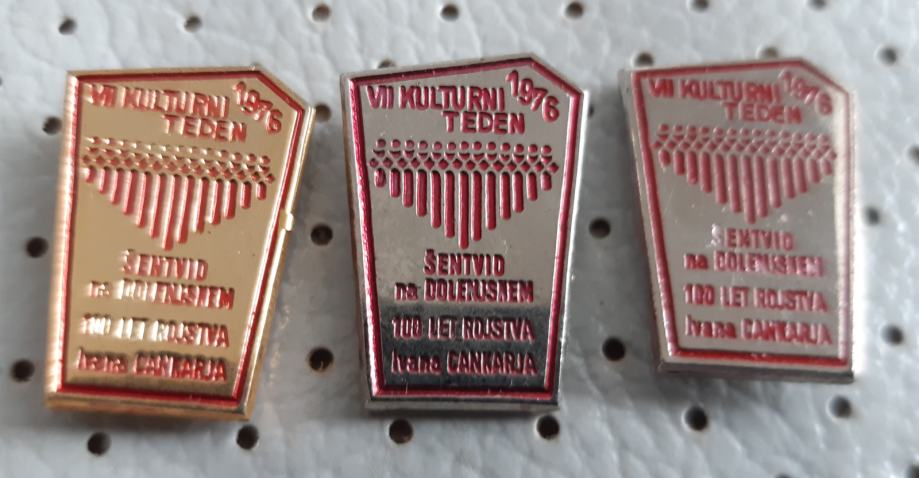 VII KULTURNI 1976
TEDEN
ŠENTVID
na DOLENJSKEM
100 LET ROJSTVA
Ivana CANKARJA
VII KULTURNI 1976
TEDEN
ŠENTVID
na DOLENJSKEM
100 LET ROJSTVA
Ivana CANKARJA
VII KULTURNI 1976
TEDEN
ŠENTVID
na DOLENJSKEM
100 LET ROJSTVA
Ivana CANKARJA